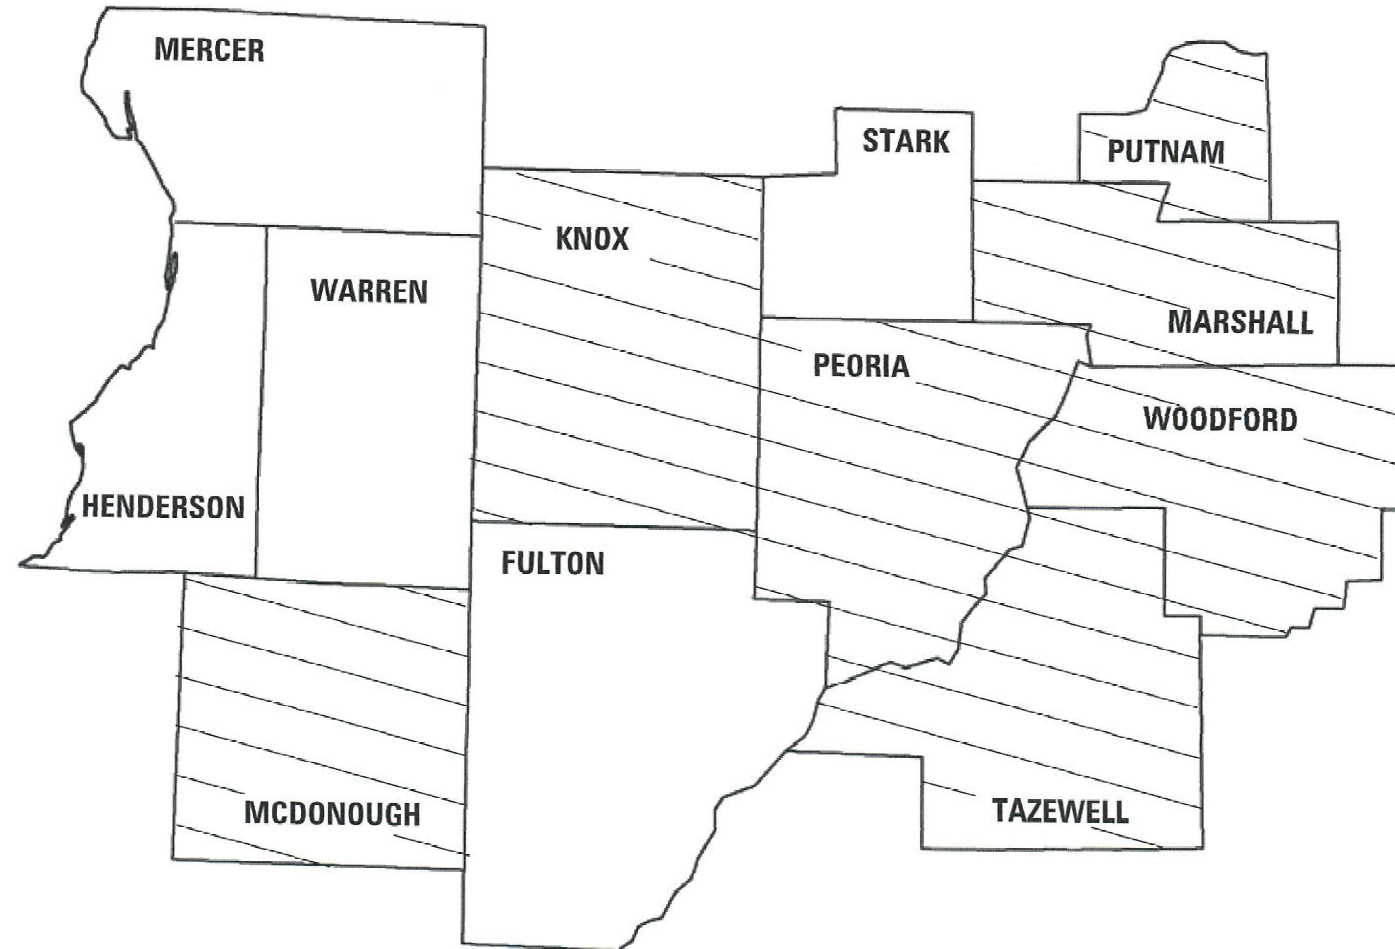 MERCER
STARK
PUTNAM
KNOX
WARREN
MARSHALL
PEORIA
WOODFORD
HENDERSON
FULTON
MCDONOUGH
TAZEWELL